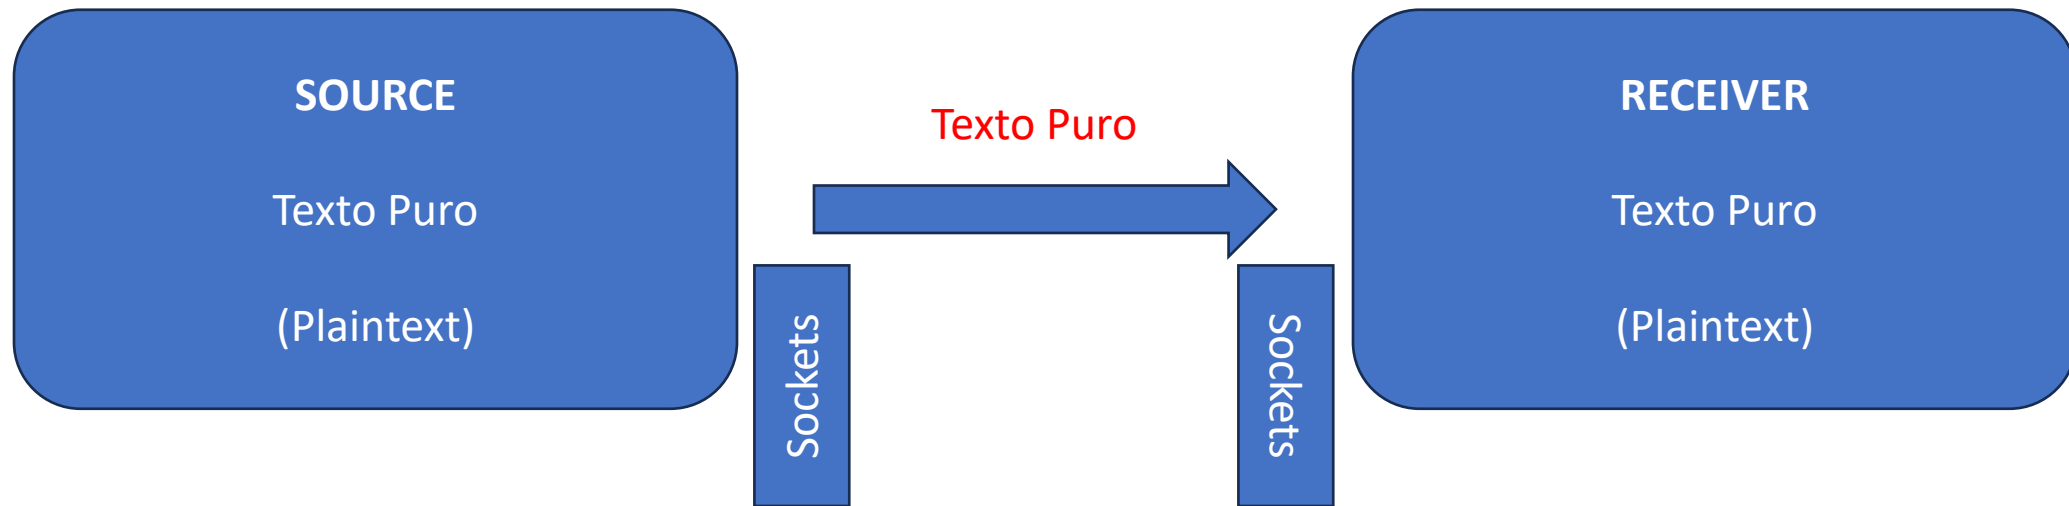 SOURCE
Texto Puro
(Plaintext)
Texto Puro
Sockets
Sockets
RECEIVER
Texto Puro
(Plaintext)